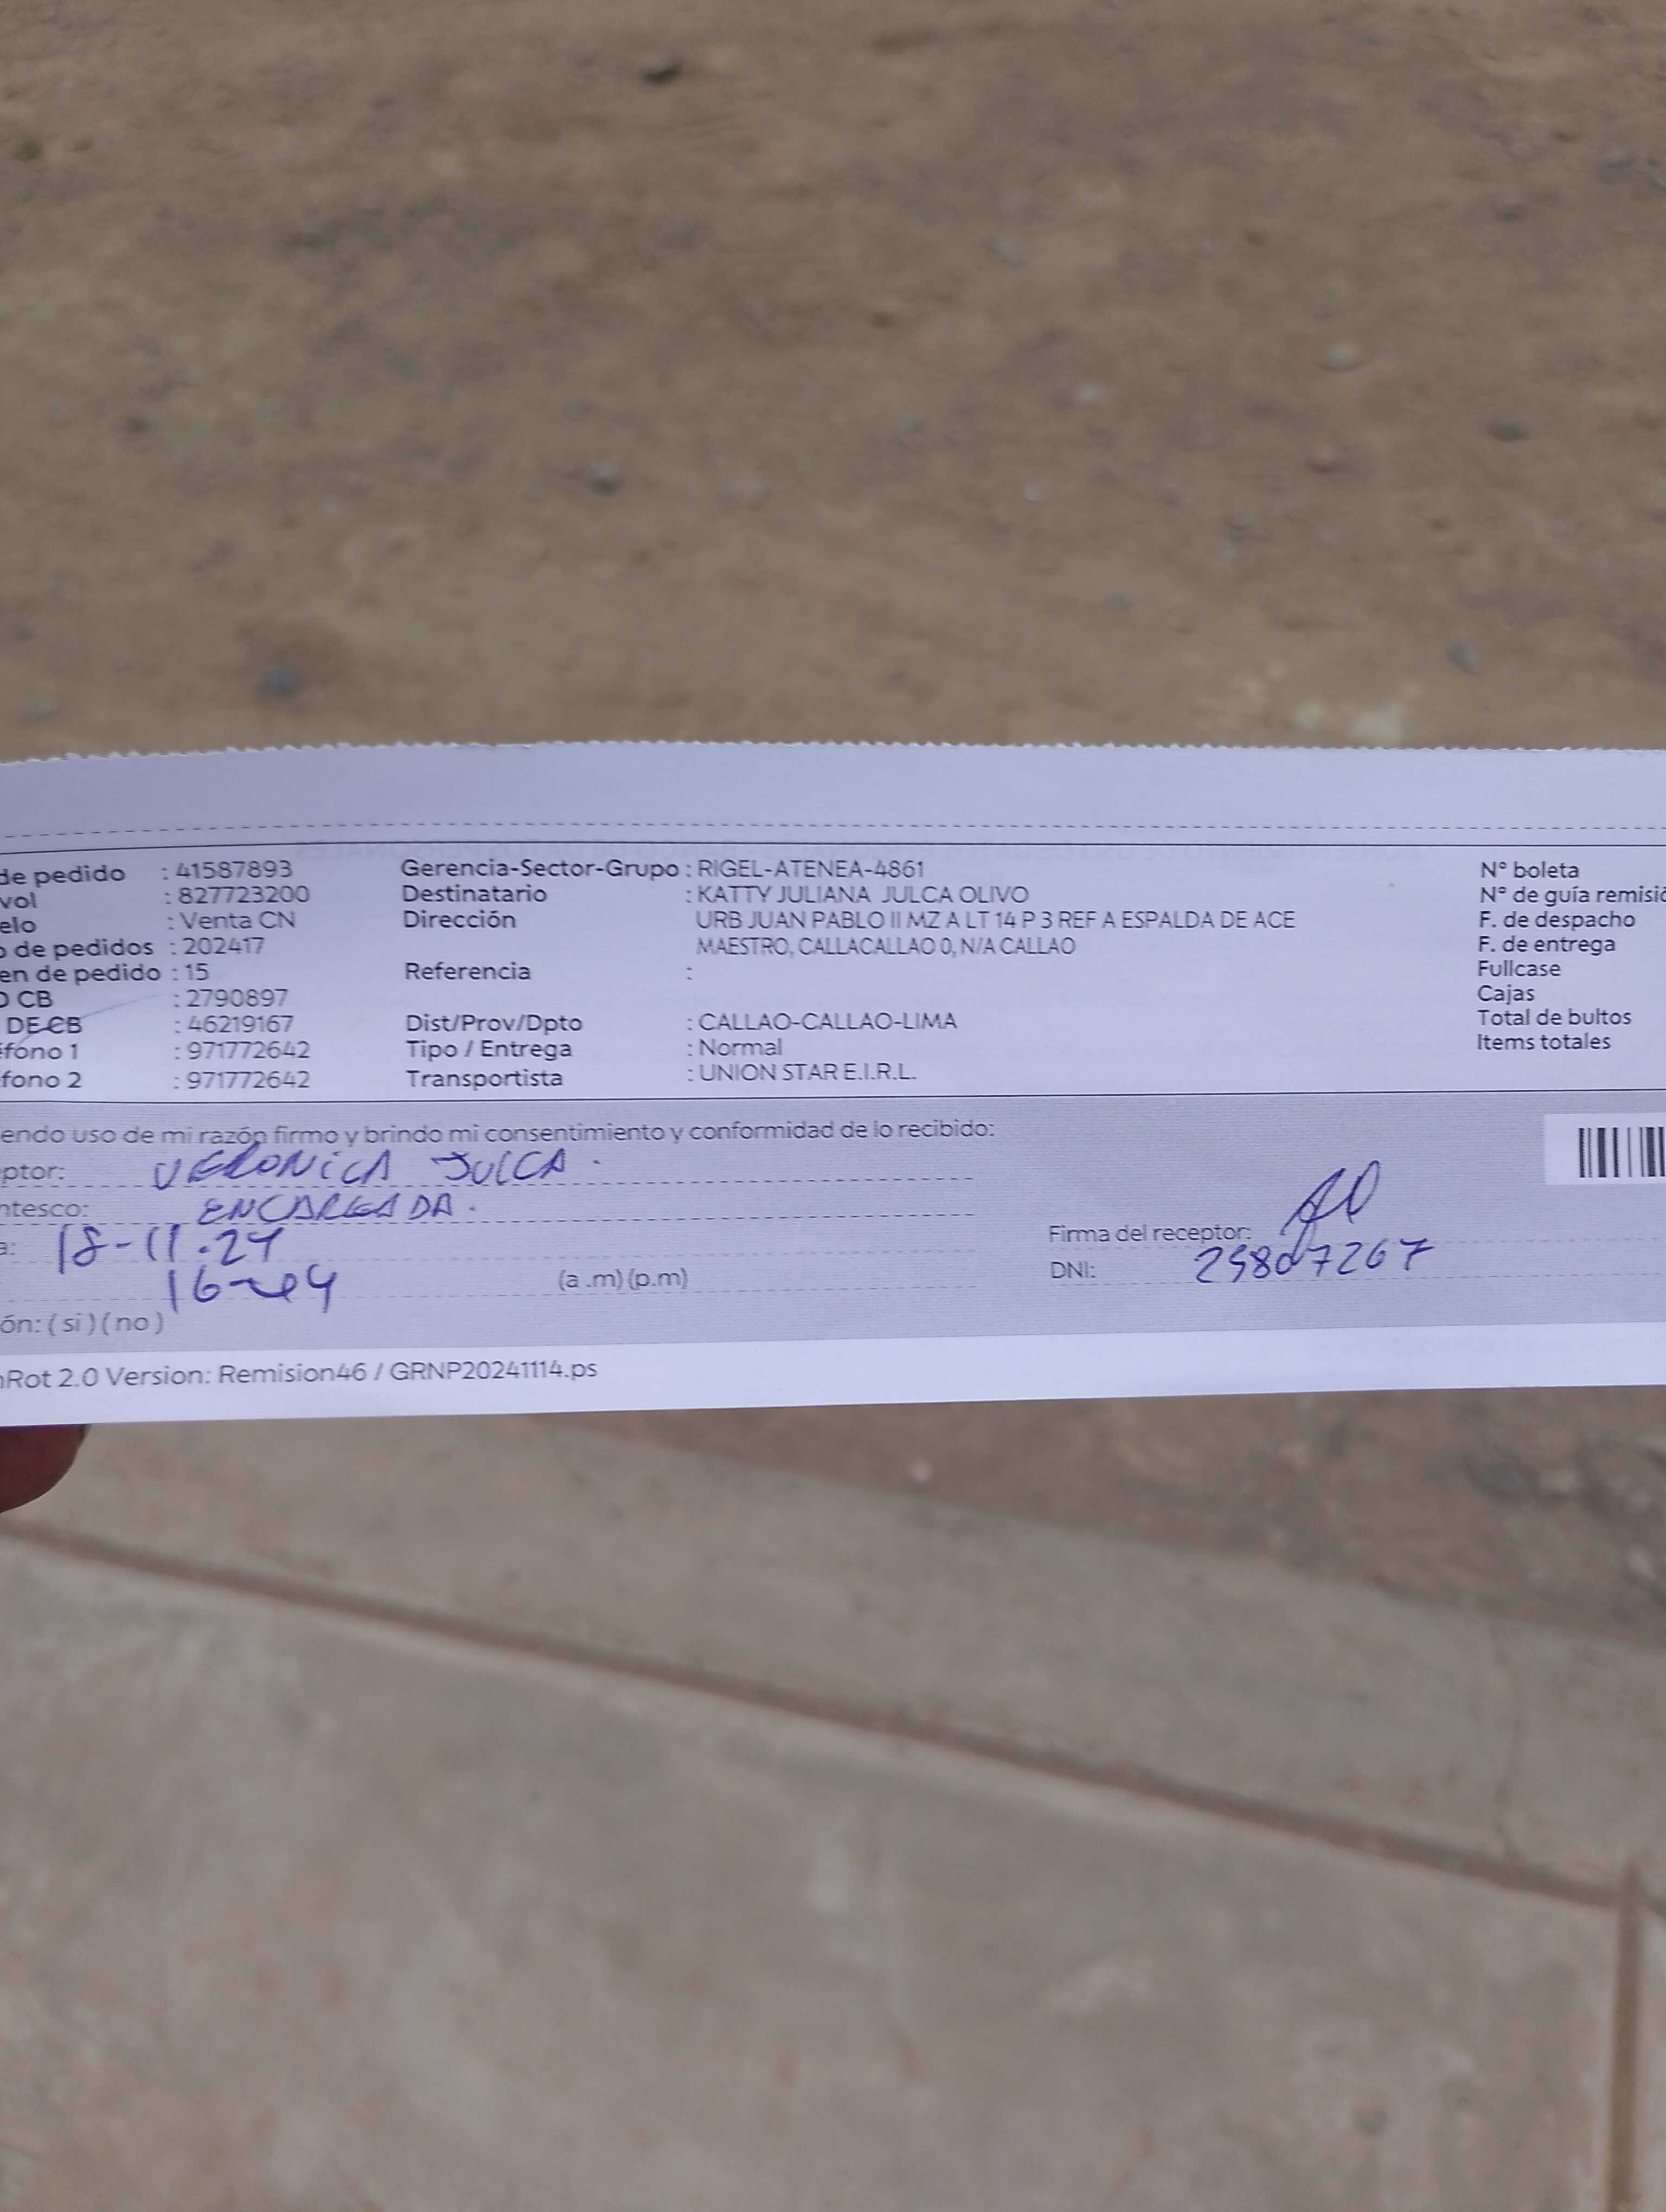 de pedido : 41587893 Gerencia-Sector-Grupo : RIGEL-ATENEA-4861 N° boleta
vol : 827723200 Destinatario : KATTY JULIANA JULCA OLIVO N° de guía remisió
elo : Venta CN Dirección URB JUAN PABLO II MZ A LT 14 P 3 REF A ESPALDA DE ACE F. de despacho
o de pedidos : 202417 MAESTRO, CALLACALLAO 0, N/A CALLAO F. de entrega
en de pedido : 15 Referencia : Fullcase
O CB : 2790897 Cajas
DE CB : 46219167 Dist/Prov/Dpto : CALLAO-CALLAO-LIMA Total de bultos
éfono 1 : 971772642 Tipo / Entrega : Normal Items totales
fono 2 : 971772642 Transportista : UNION STAR E.I.R.L.
endo uso de mi razón firmo y brindo mi consentimiento y conformidad de lo recibido:
ptor: VERONICA JULCA.
ntesco: ENCARGADA.
a: 18-11.24 Firma del receptor:
(a.m) (p.m) DNI: 25807267
ón: ( si ) ( no )
nRot 2.0 Version: Remision46 / GRNP20241114.ps